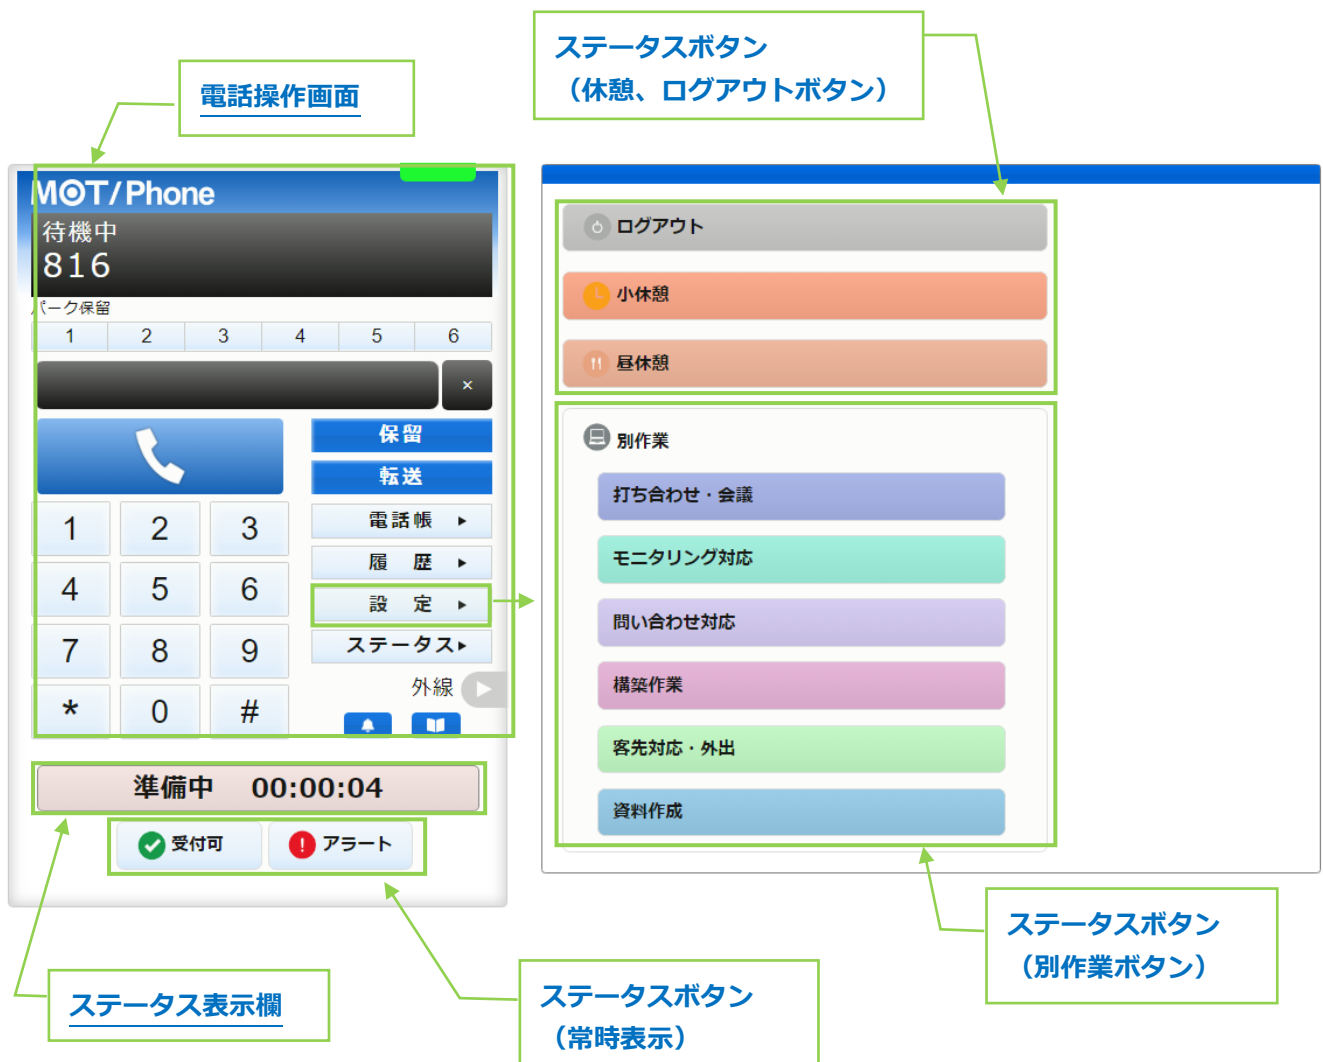 ステータスボタン
（休憩、ログアウトボタン）
電話操作画面
MOT/Phone
待機中
816
パーク保留
1 2 3 4 5 6
×
保留
転送
電話帳 ▶
履 歴 ▶
設 定 ▶
ステータス▶
外線
1 2 3
4 5 6
7 8 9
* 0 #
準備中 00:00:04
受付可
アラート
ログアウト
小休憩
昼休憩
別作業
打ち合わせ・会議
モニタリング対応
問い合わせ対応
構築作業
客先対応・外出
資料作成
ステータス表示欄
ステータスボタン
（常時表示）
ステータスボタン
（別作業ボタン）